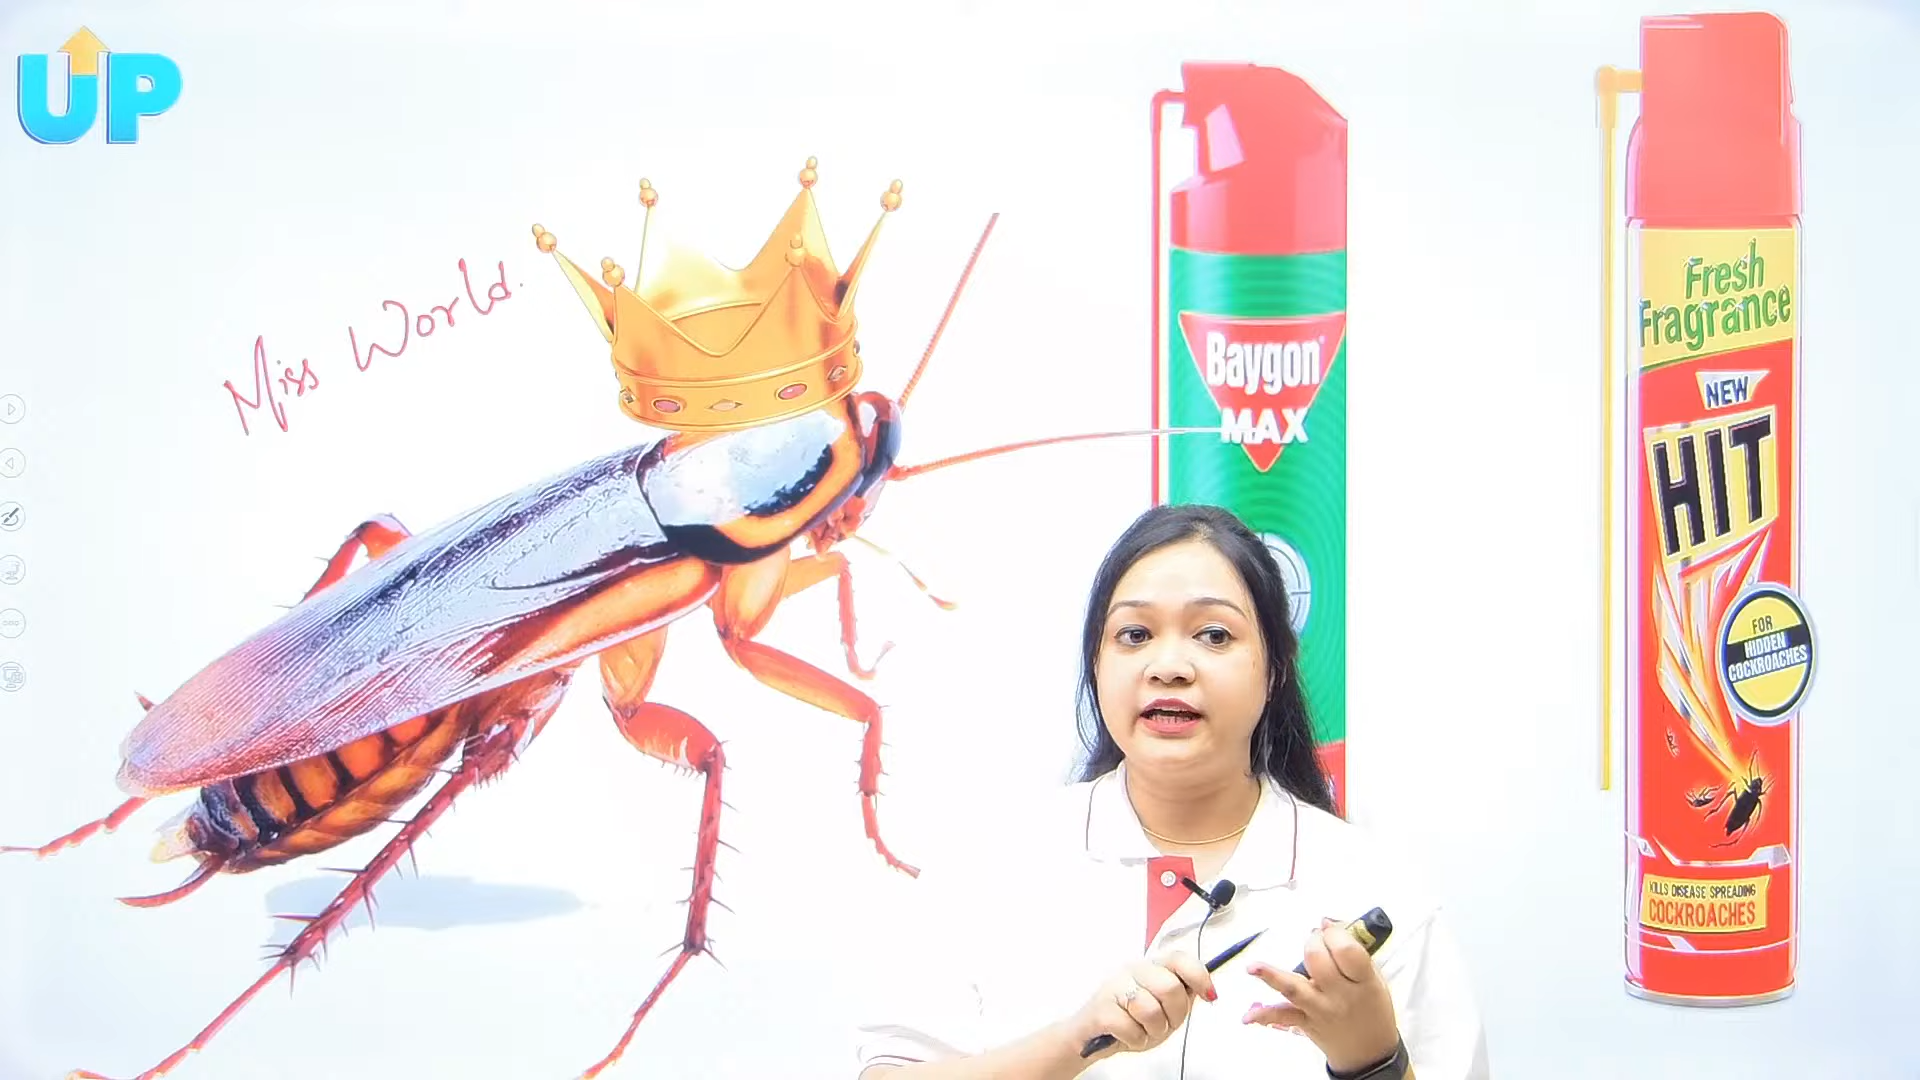 UP
Miss World.
Baygon
MAX
Fresh
Fragrance
NEW
HIT
FOR
HIDDEN
COCKROACHES
KILLS DISEASE SPREADING
COCKROACHES